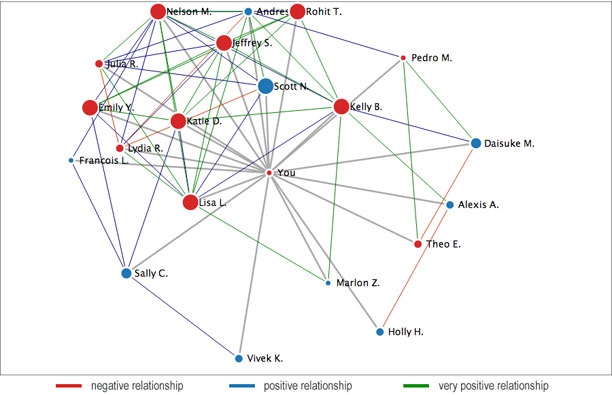 Nelson M.
Andres
Rohit T.
Jeffrey S.
Pedro M.
Julia R.
Scott N.
Emily Y.
Kelly B.
Katie D.
Daisuke M.
Lydia R.
Francois L.
You
Lisa L.
Alexis A.
Theo E.
Sally C.
Marlon Z.
Holly H.
Vivek K.
negative relationship
positive relationship
very positive relationship